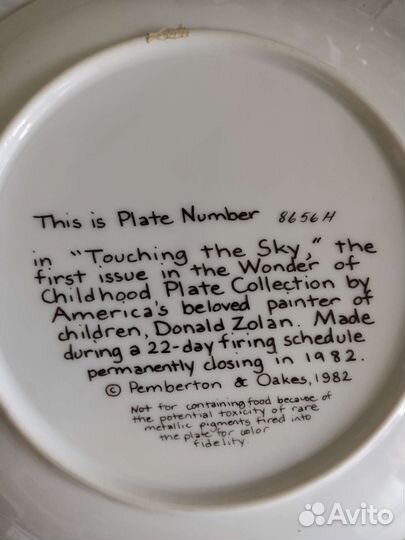 This is Plate Number 8656H
in "Touching the Sky," the
first issue in the Wonder of
Childhood Plate Collection by
America's beloved painter of
children, Donald Zolan. Made
during a 22-day firing schedule
permanently closing in 1982.
© Pemberton & Oakes, 1982
Not for containing food because of
the potential toxicity of rare
metallic pigments fired into
the plate for color
fidelity.
Avito